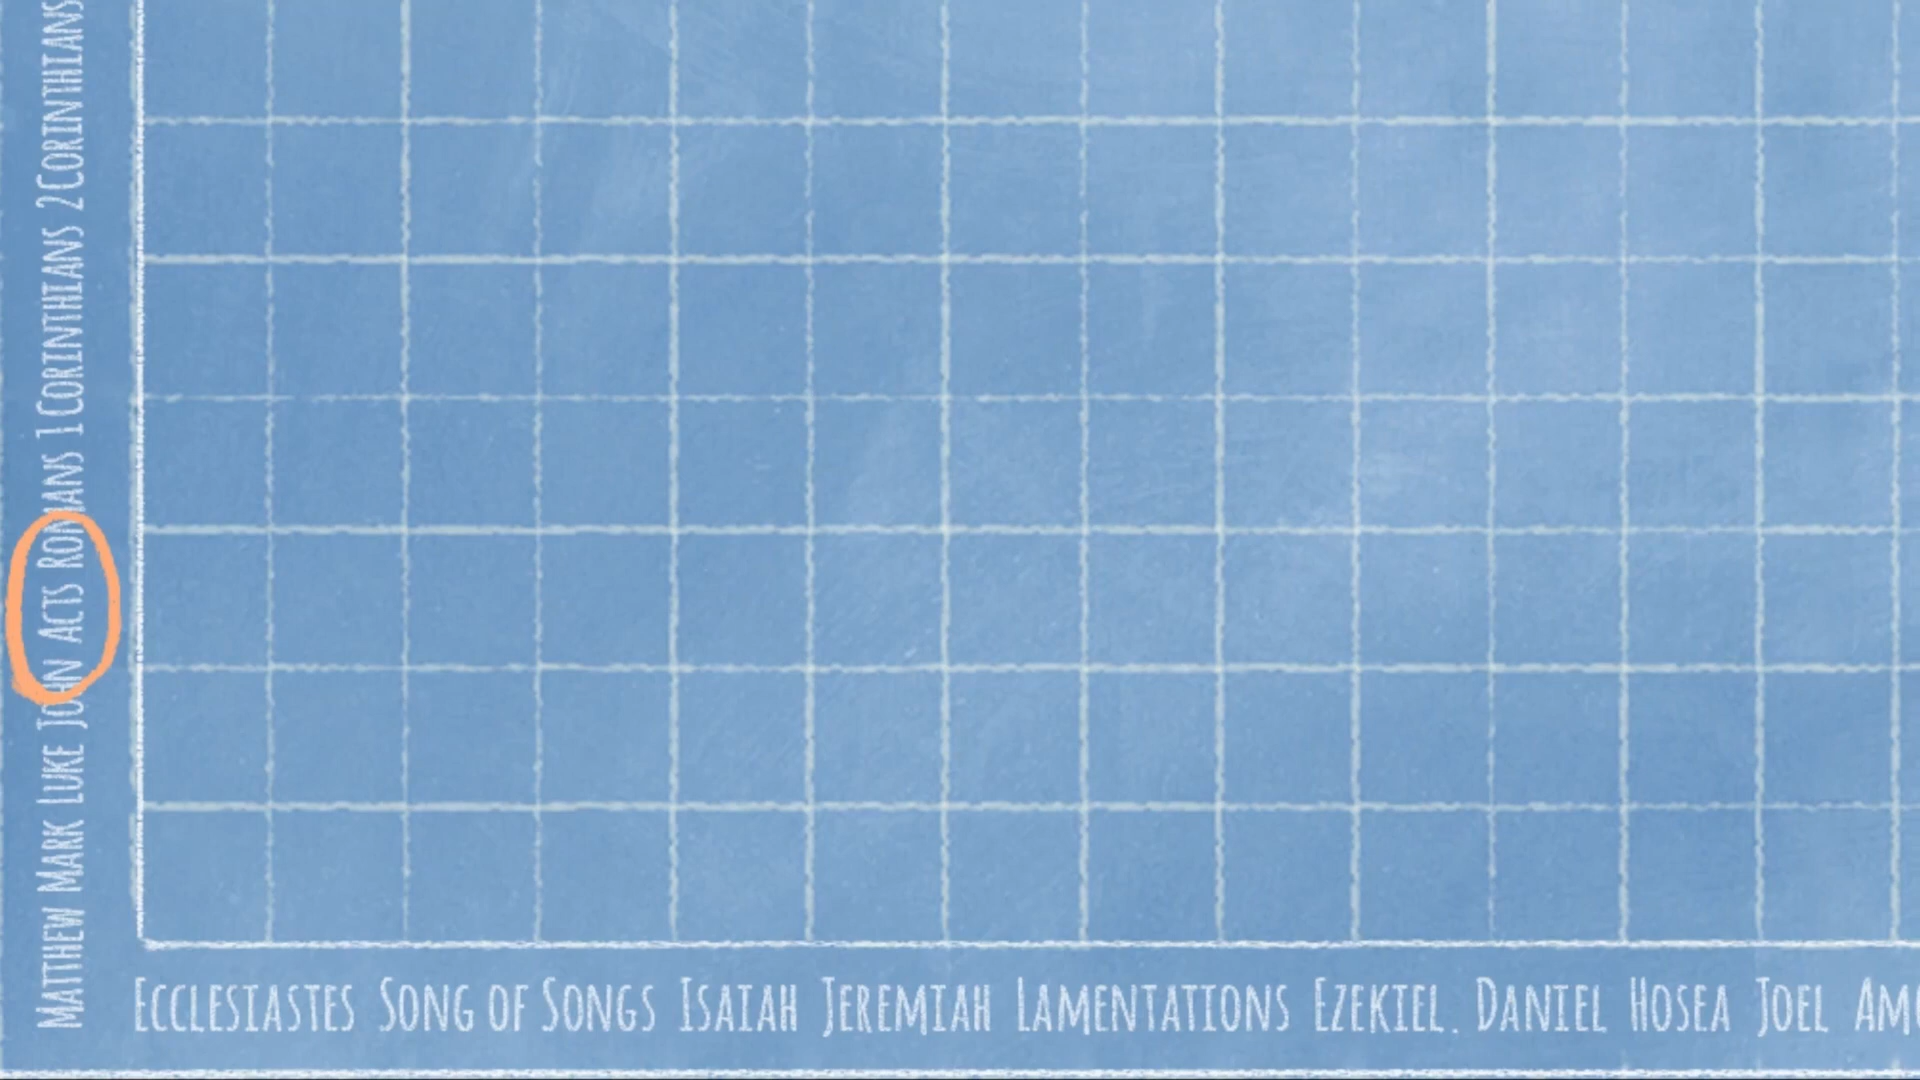 Matthew Mark Luke John Acts Romans 1 Corinthians 2 Corinthians
Ecclesiastes Song of Songs Isaiah Jeremiah Lamentations Ezekiel. Daniel Hosea Joel